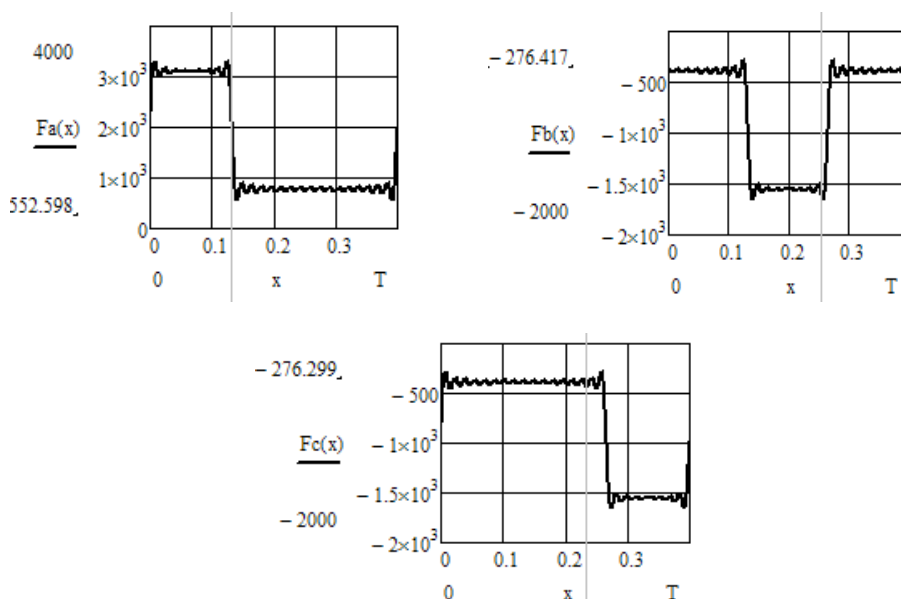 4000
3×10³
2×10³
Fa(x)
1×10³
552.598
0
0 0.1 0.2 0.3
0 x T
− 276.417
− 500
− 1×10³
Fb(x)
− 1.5×10³
− 2000
− 2×10³
0 0.1 0.2 0.3
0 x T
− 276.299
− 500
− 1×10³
Fc(x)
− 1.5×10³
− 2000
− 2×10³
0 0.1 0.2 0.3
0 x T